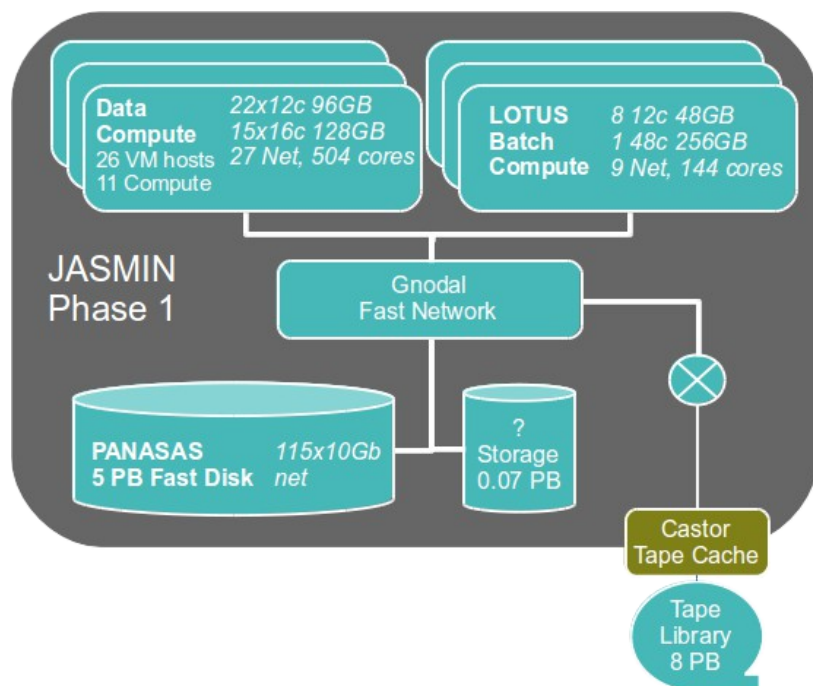 Data
Compute
26 VM hosts
11 Compute
22x12c 96GB
15x16c 128GB
27 Net, 504 cores
LOTUS
Batch
Compute
8 12c 48GB
1 48c 256GB
9 Net, 144 cores
JASMIN
Phase 1
Gnodal
Fast Network
PANASAS
5 PB Fast Disk
115x10Gb
net
?
Storage
0.07 PB
Castor
Tape Cache
Tape
Library
8 PB